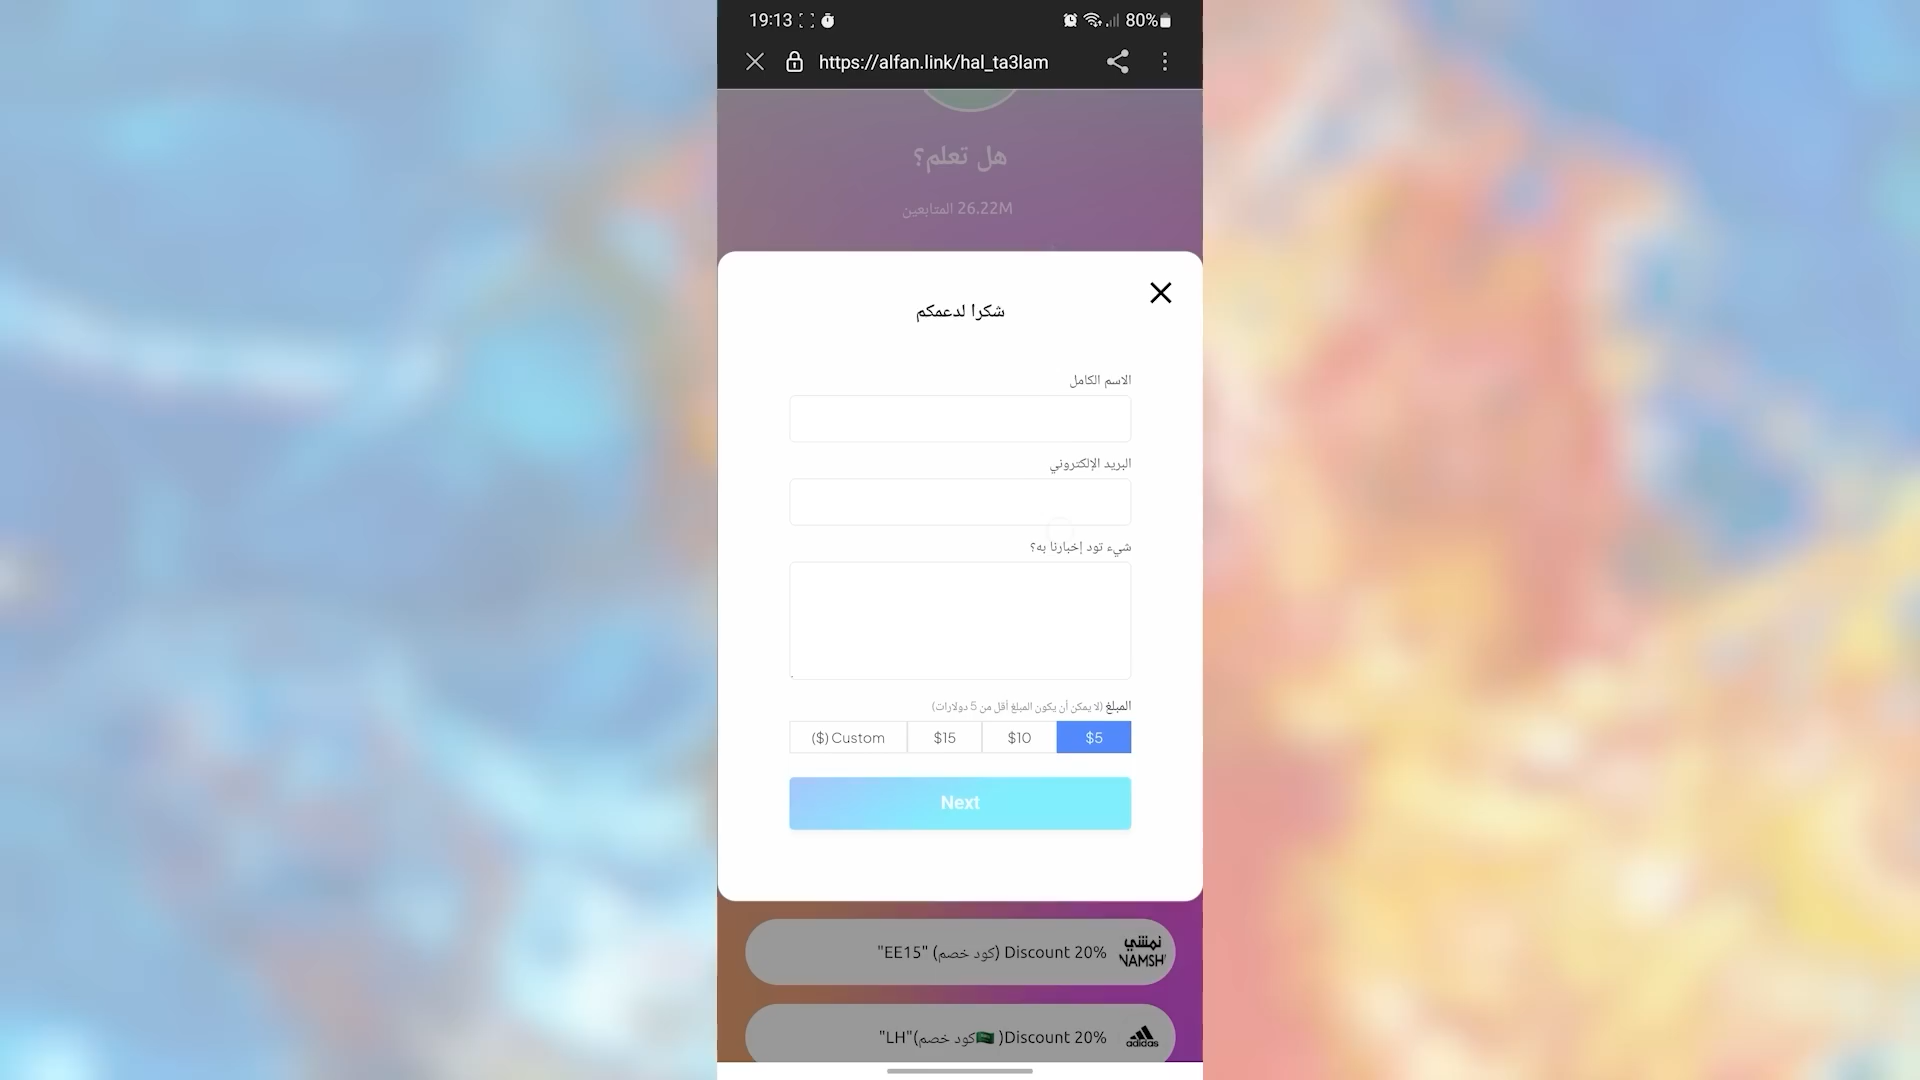 19:13
80%
https://alfan.link/hal_ta3lam
هل تعلم؟
26.22M المتابعين
شكرا لدعمكم
الاسم الكامل
البريد الإلكتروني
شيء تود إخبارنا به؟
المبلغ (لا يمكن أن يكون المبلغ أقل من 5 دولارات)
$5
$10
$15
Custom ($)
Next
Discount 20% (كود خصم) "EE15"
نمشي
NAMSHI
Discount 20%( 🇸🇦كود خصم)"LH"
adidas